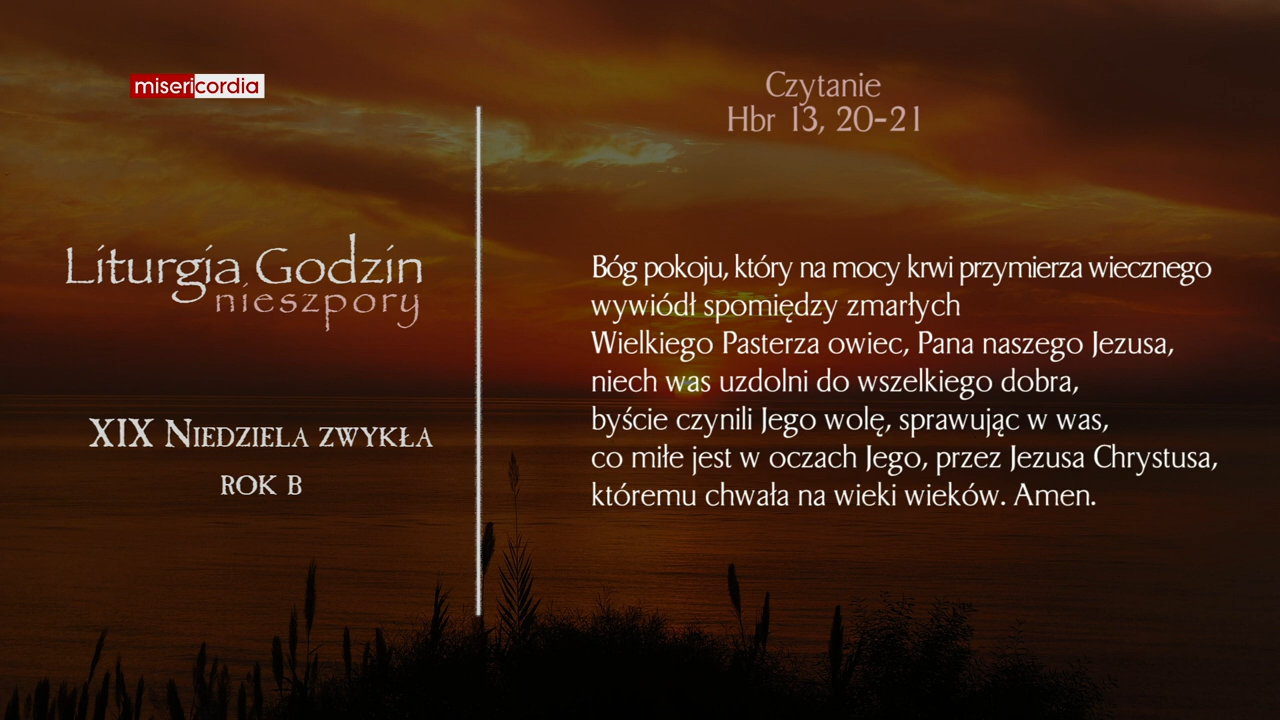 misericordia
Liturgia Godzin
nieszpory
XIX Niedziela zwykła
rok B
Czytanie
Hbr 13, 20-21
Bóg pokoju, który na mocy krwi przymierza wiecznego
wywiódł spomiędzy zmarłych
Wielkiego Pasterza owiec, Pana naszego Jezusa,
niech was uzdolni do wszelkiego dobra,
byście czynili Jego wolę, sprawując w was,
co miłe jest w oczach Jego, przez Jezusa Chrystusa,
któremu chwała na wieki wieków. Amen.